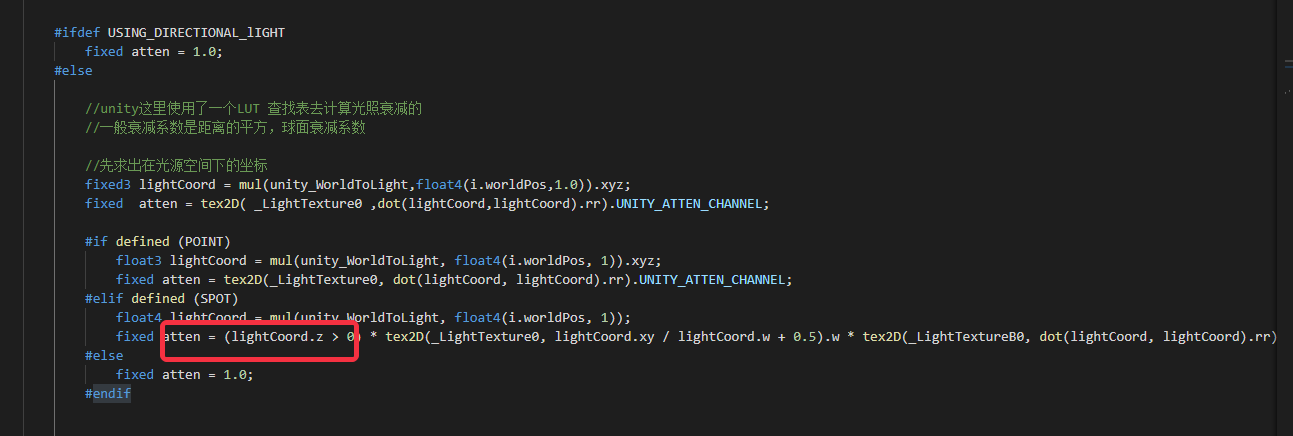 #ifdef USING_DIRECTIONAL_lIGHT
fixed atten = 1.0;
#else
//unity这里使用了一个LUT 查找表去计算光照衰减的
//一般衰减系数是距离的平方，球面衰减系数
//先求出在光源空间下的坐标
fixed3 lightCoord = mul(unity_WorldToLight,float4(i.worldPos,1.0)).xyz;
fixed  atten = tex2D( _LightTexture0 ,dot(lightCoord,lightCoord).rr).UNITY_ATTEN_CHANNEL;
#if defined (POINT)
float3 lightCoord = mul(unity_WorldToLight, float4(i.worldPos, 1)).xyz;
fixed atten = tex2D(_LightTexture0, dot(lightCoord, lightCoord).rr).UNITY_ATTEN_CHANNEL;
#elif defined (SPOT)
float4 lightCoord = mul(unity_WorldToLight, float4(i.worldPos, 1));
fixed atten = (lightCoord.z > 0) * tex2D(_LightTexture0, lightCoord.xy / lightCoord.w + 0.5).w * tex2D(_LightTextureB0, dot(lightCoord, lightCoord).rr)
#else
fixed atten = 1.0;
#endif